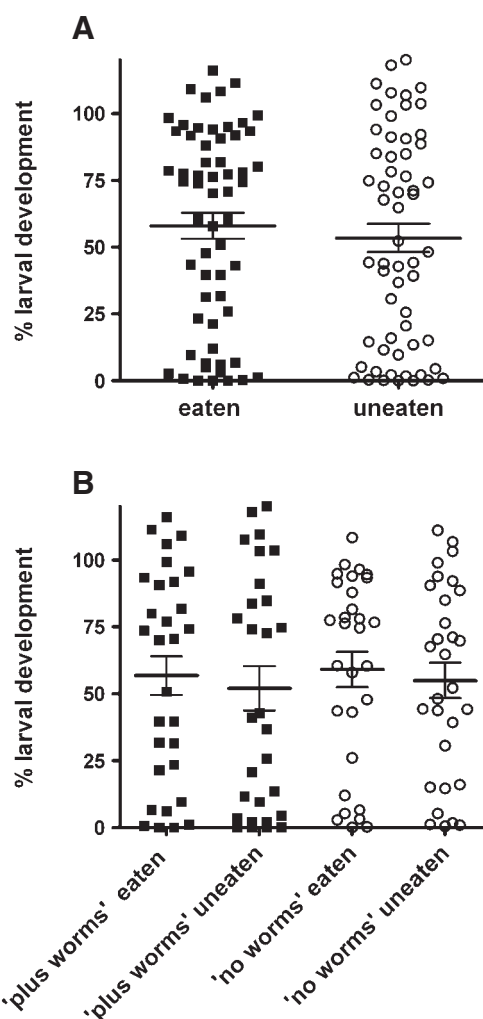 A
% larval development
100
75
50
25
0
eaten
uneaten
B
% larval development
100
75
50
25
0
'plus worms' eaten
'plus worms' uneaten
'no worms' eaten
'no worms' uneaten